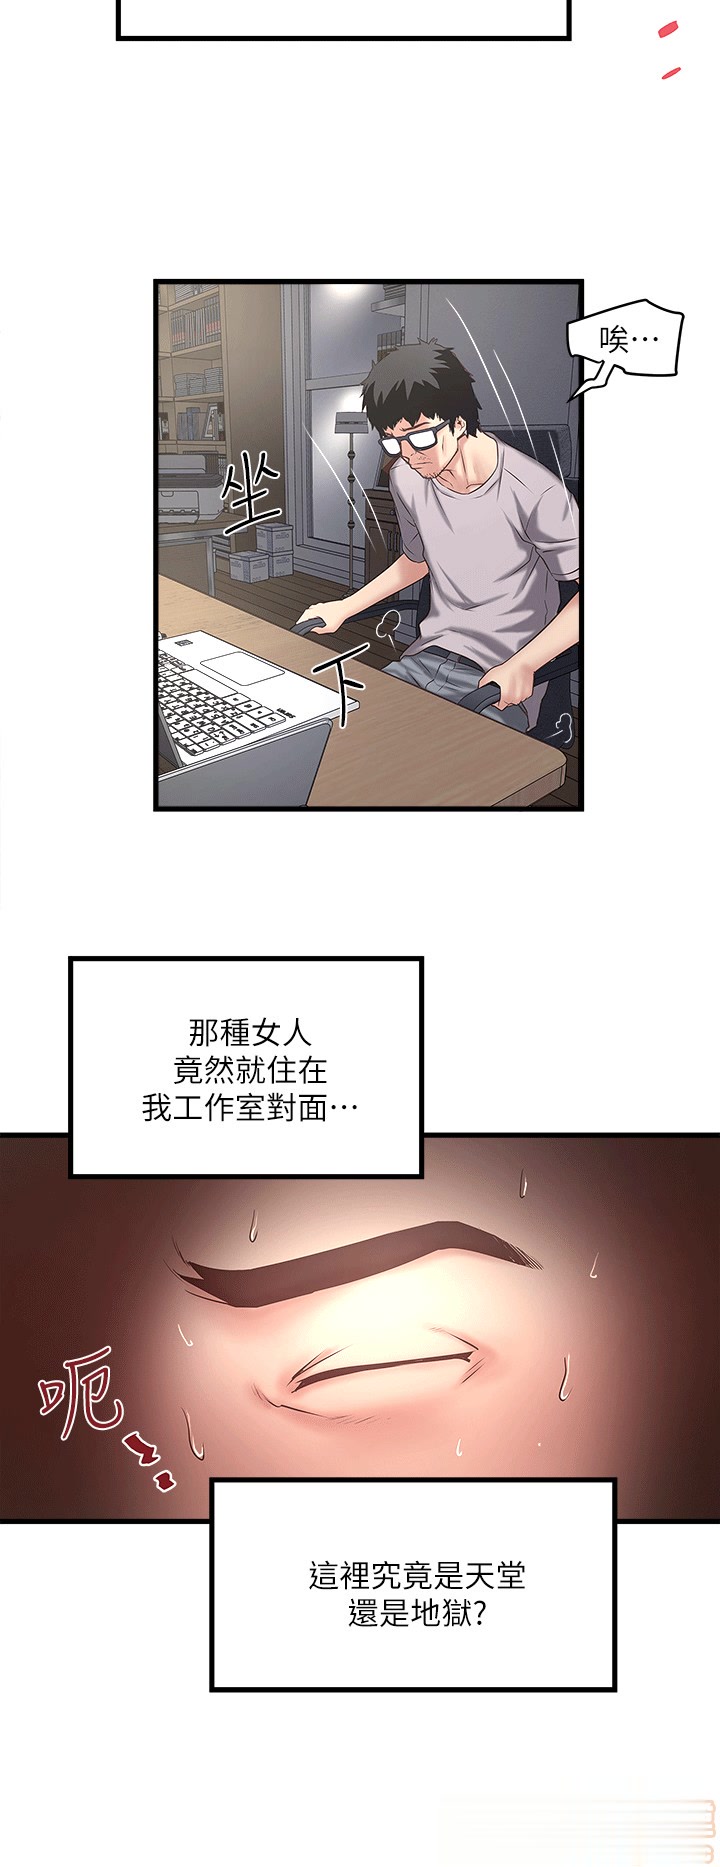 唉…
坐
下
那種女人
竟然就住在
我工作室對面…
呃
這裡究竟是天堂
還是地獄?